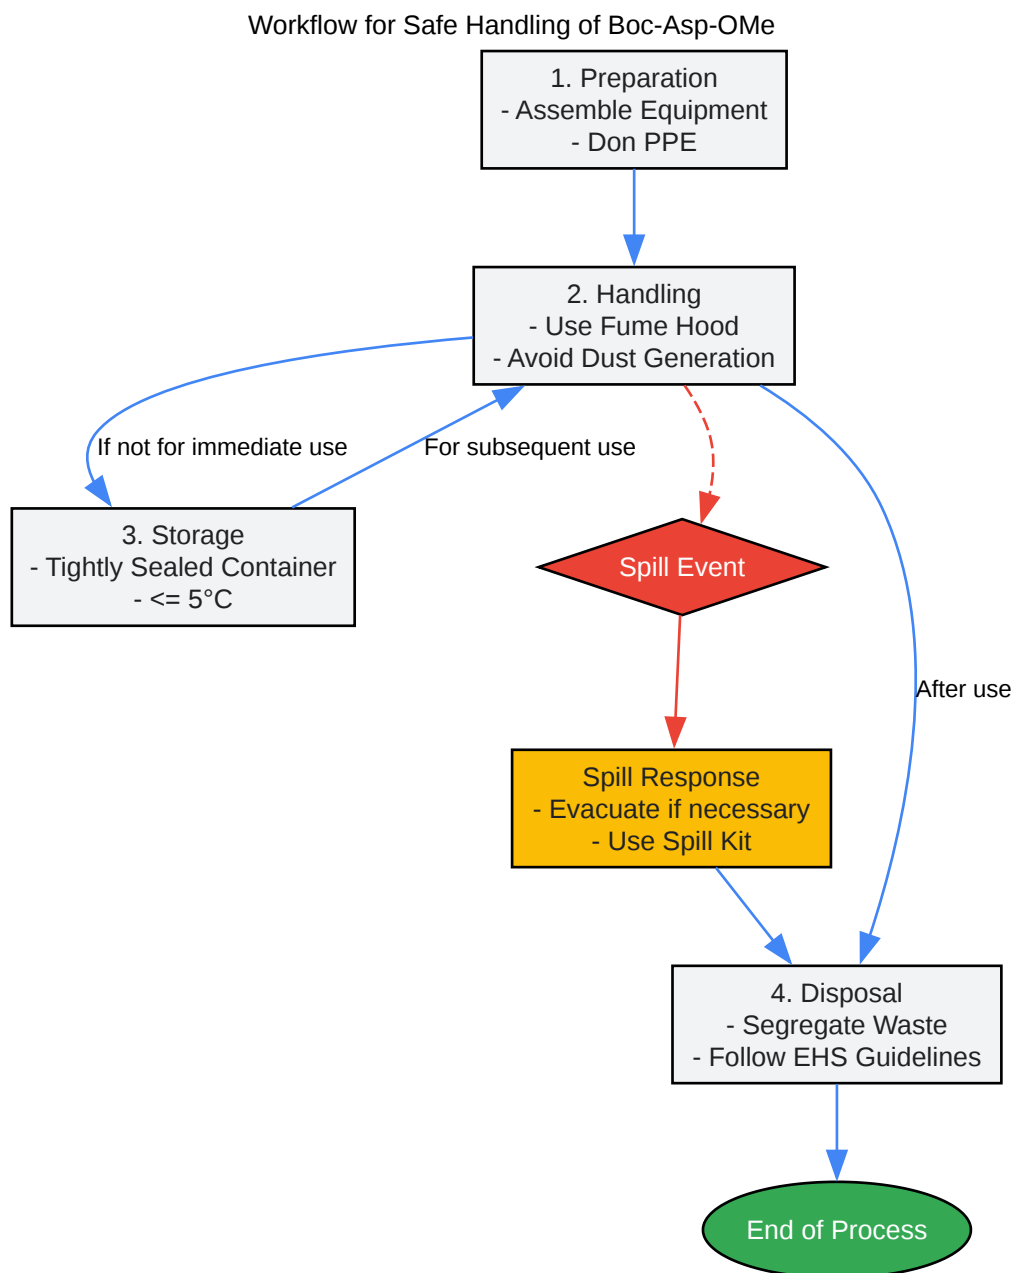 Workflow for Safe Handling of Boc-Asp-OMe
1. Preparation
- Assemble Equipment
- Don PPE
2. Handling
- Use Fume Hood
- Avoid Dust Generation
If not for immediate use
For subsequent use
3. Storage
- Tightly Sealed Container
- <= 5°C
Spill Event
After use
Spill Response
- Evacuate if necessary
- Use Spill Kit
4. Disposal
- Segregate Waste
- Follow EHS Guidelines
End of Process